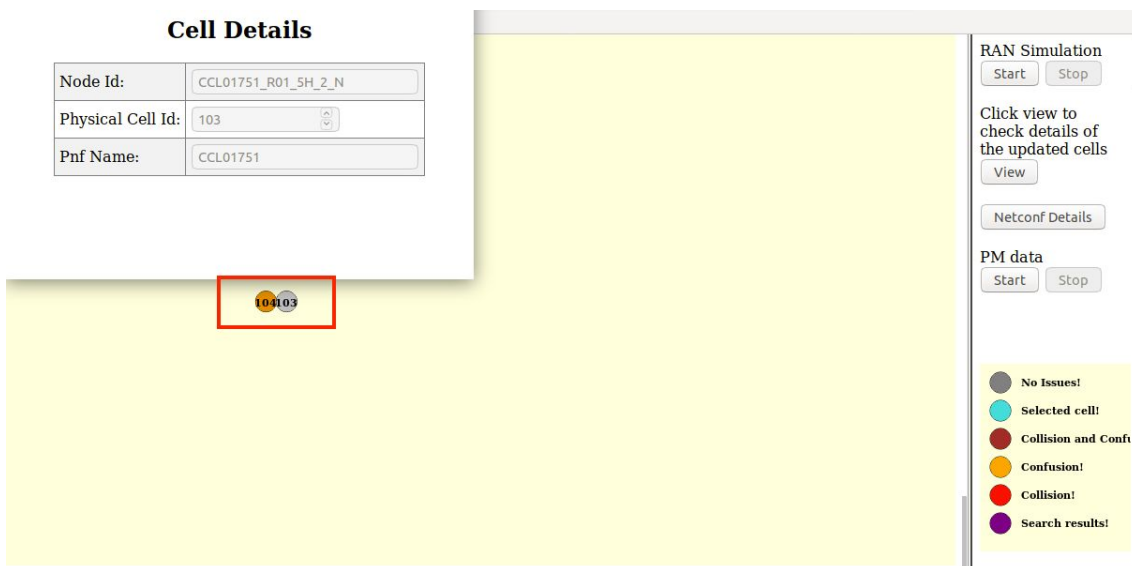 Cell Details
Node Id: CCL01751_R01_5H_2_N
Physical Cell Id: 103
Pnf Name: CCL01751
104 103
RAN Simulation
Start Stop
Click view to
check details of
the updated cells
View
Netconf Details
PM data
Start Stop
No Issues!
Selected cell!
Collision and Confu
Confusion!
Collision!
Search results!